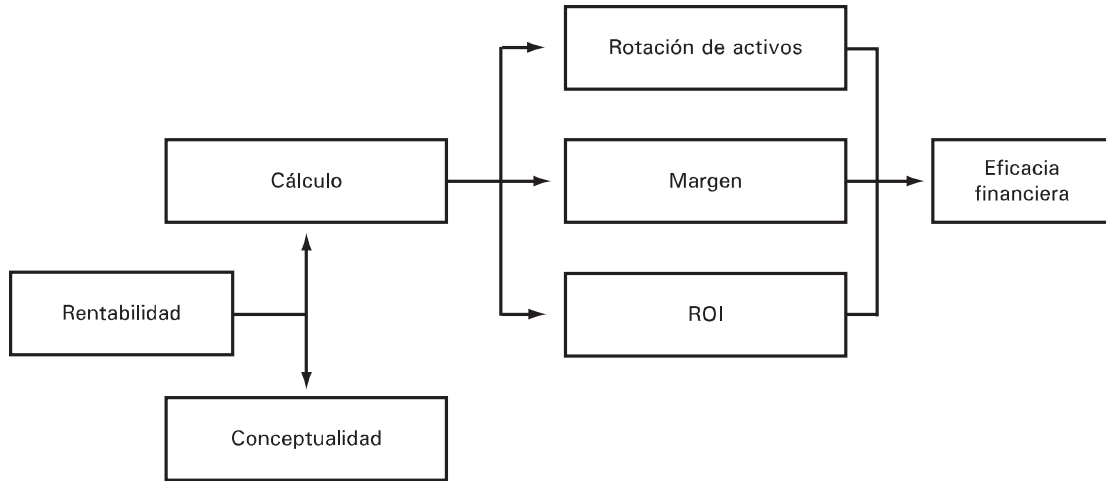 Rotación de activos
Cálculo
Margen
Eficacia
financiera
Rentabilidad
ROI
Conceptualidad